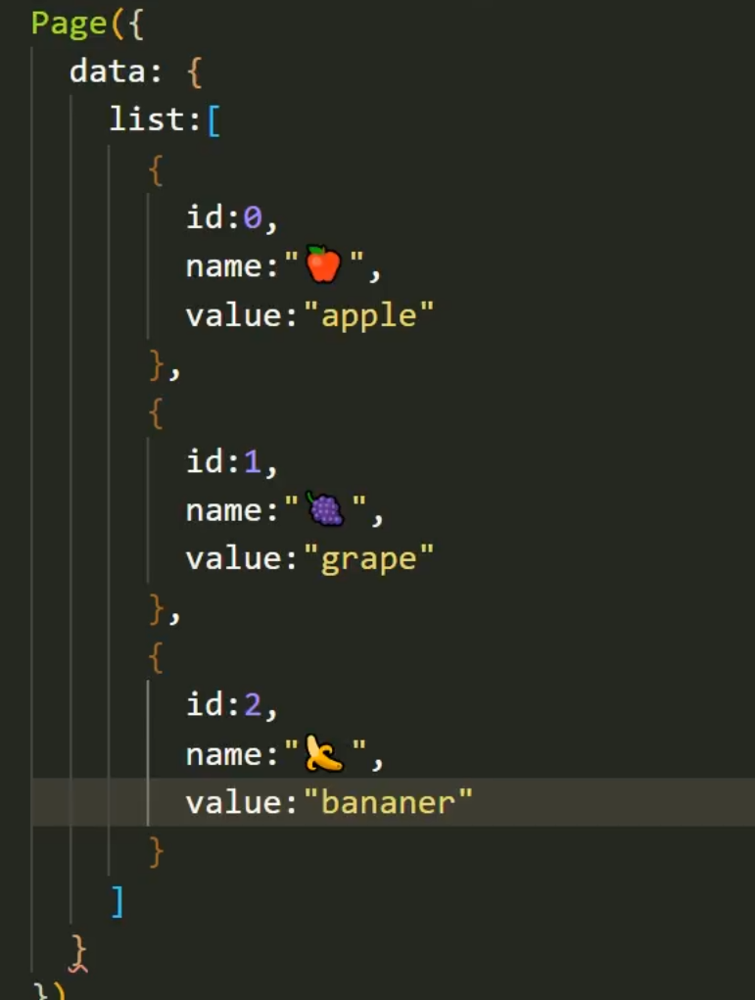 Page({
  data: {
    list:[
      {
        id:0,
        name:"🍎",
        value:"apple"
      },
      {
        id:1,
        name:"🍇",
        value:"grape"
      },
      {
        id:2,
        name:"🍌",
        value:"bananer"
      }
    ]
  }
})